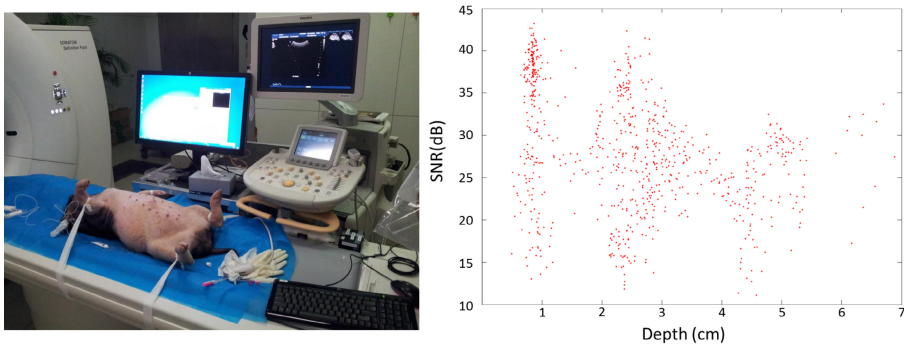 SOMATOM
Definition Flash
PHILIPS
SNR(dB)
45
40
35
30
25
20
15
10
1 2 3 4 5 6 7
Depth (cm)